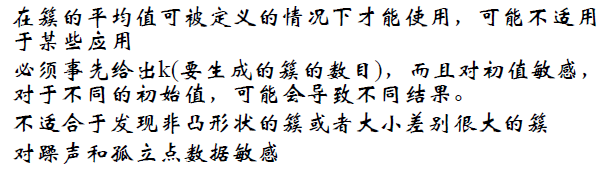 在簇的平均值可被定义的情况下才能使用，可能不适用
于某些应用
必须事先给出k(要生成的簇的数目)，而且对初值敏感，
对于不同的初始值，可能会导致不同结果。
不适合于发现非凸形状的簇或者大小差别很大的簇
对躁声和孤立点数据敏感